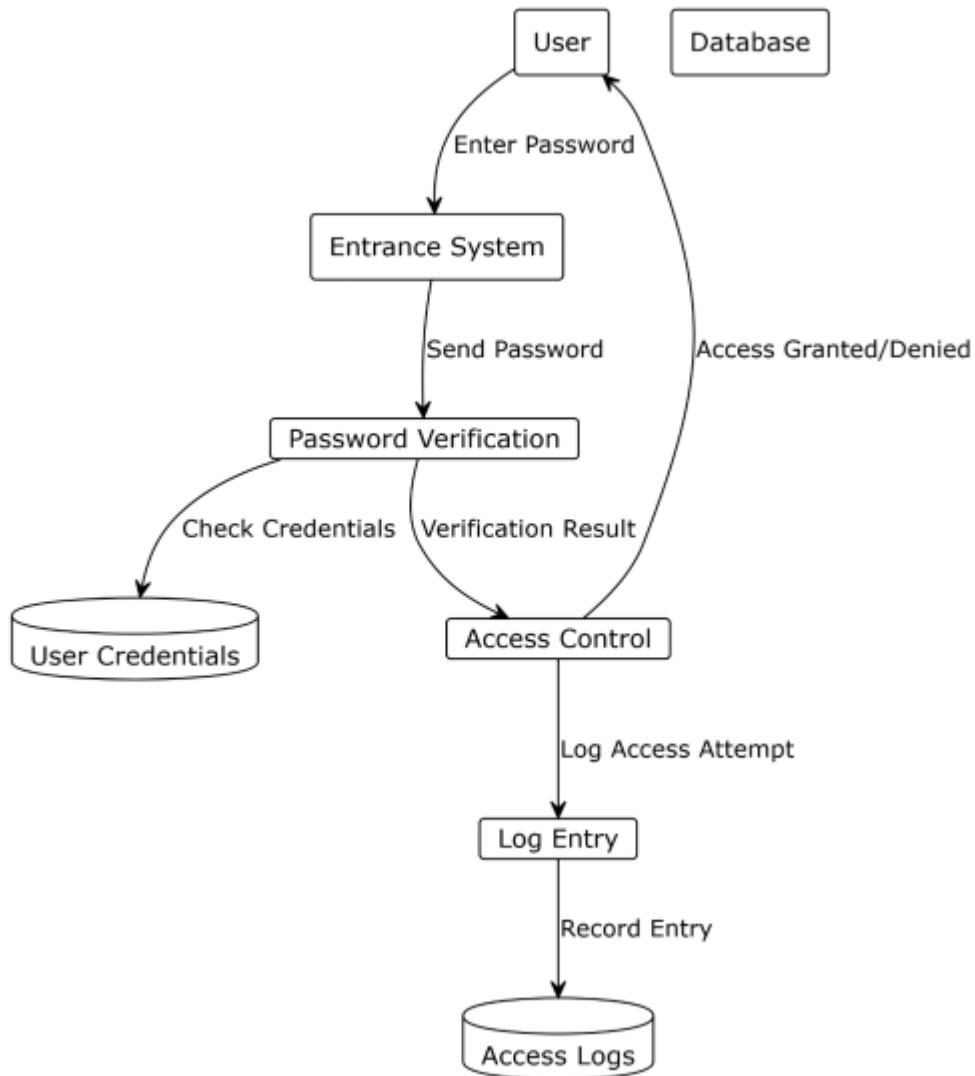 User
Database
Enter Password
Entrance System
Send Password
Access Granted/Denied
Password Verification
Check Credentials
Verification Result
User Credentials
Access Control
Log Access Attempt
Log Entry
Record Entry
Access Logs